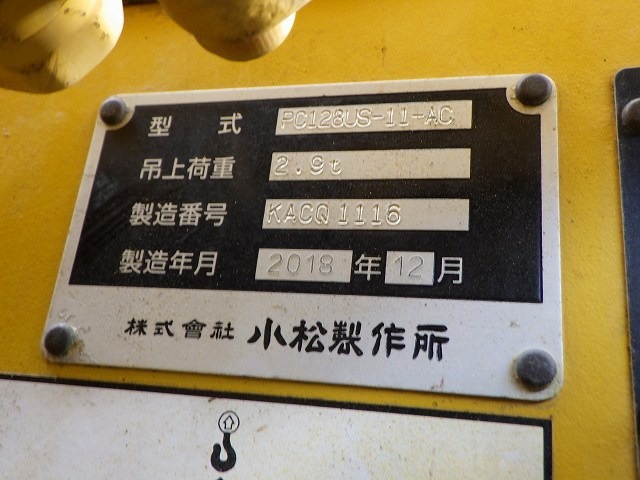 型 式 PC128US-11-AC
吊上荷重 2.9t
製造番号 KACQ1116
製造年月 2018年12月
株式會社 小松製作所